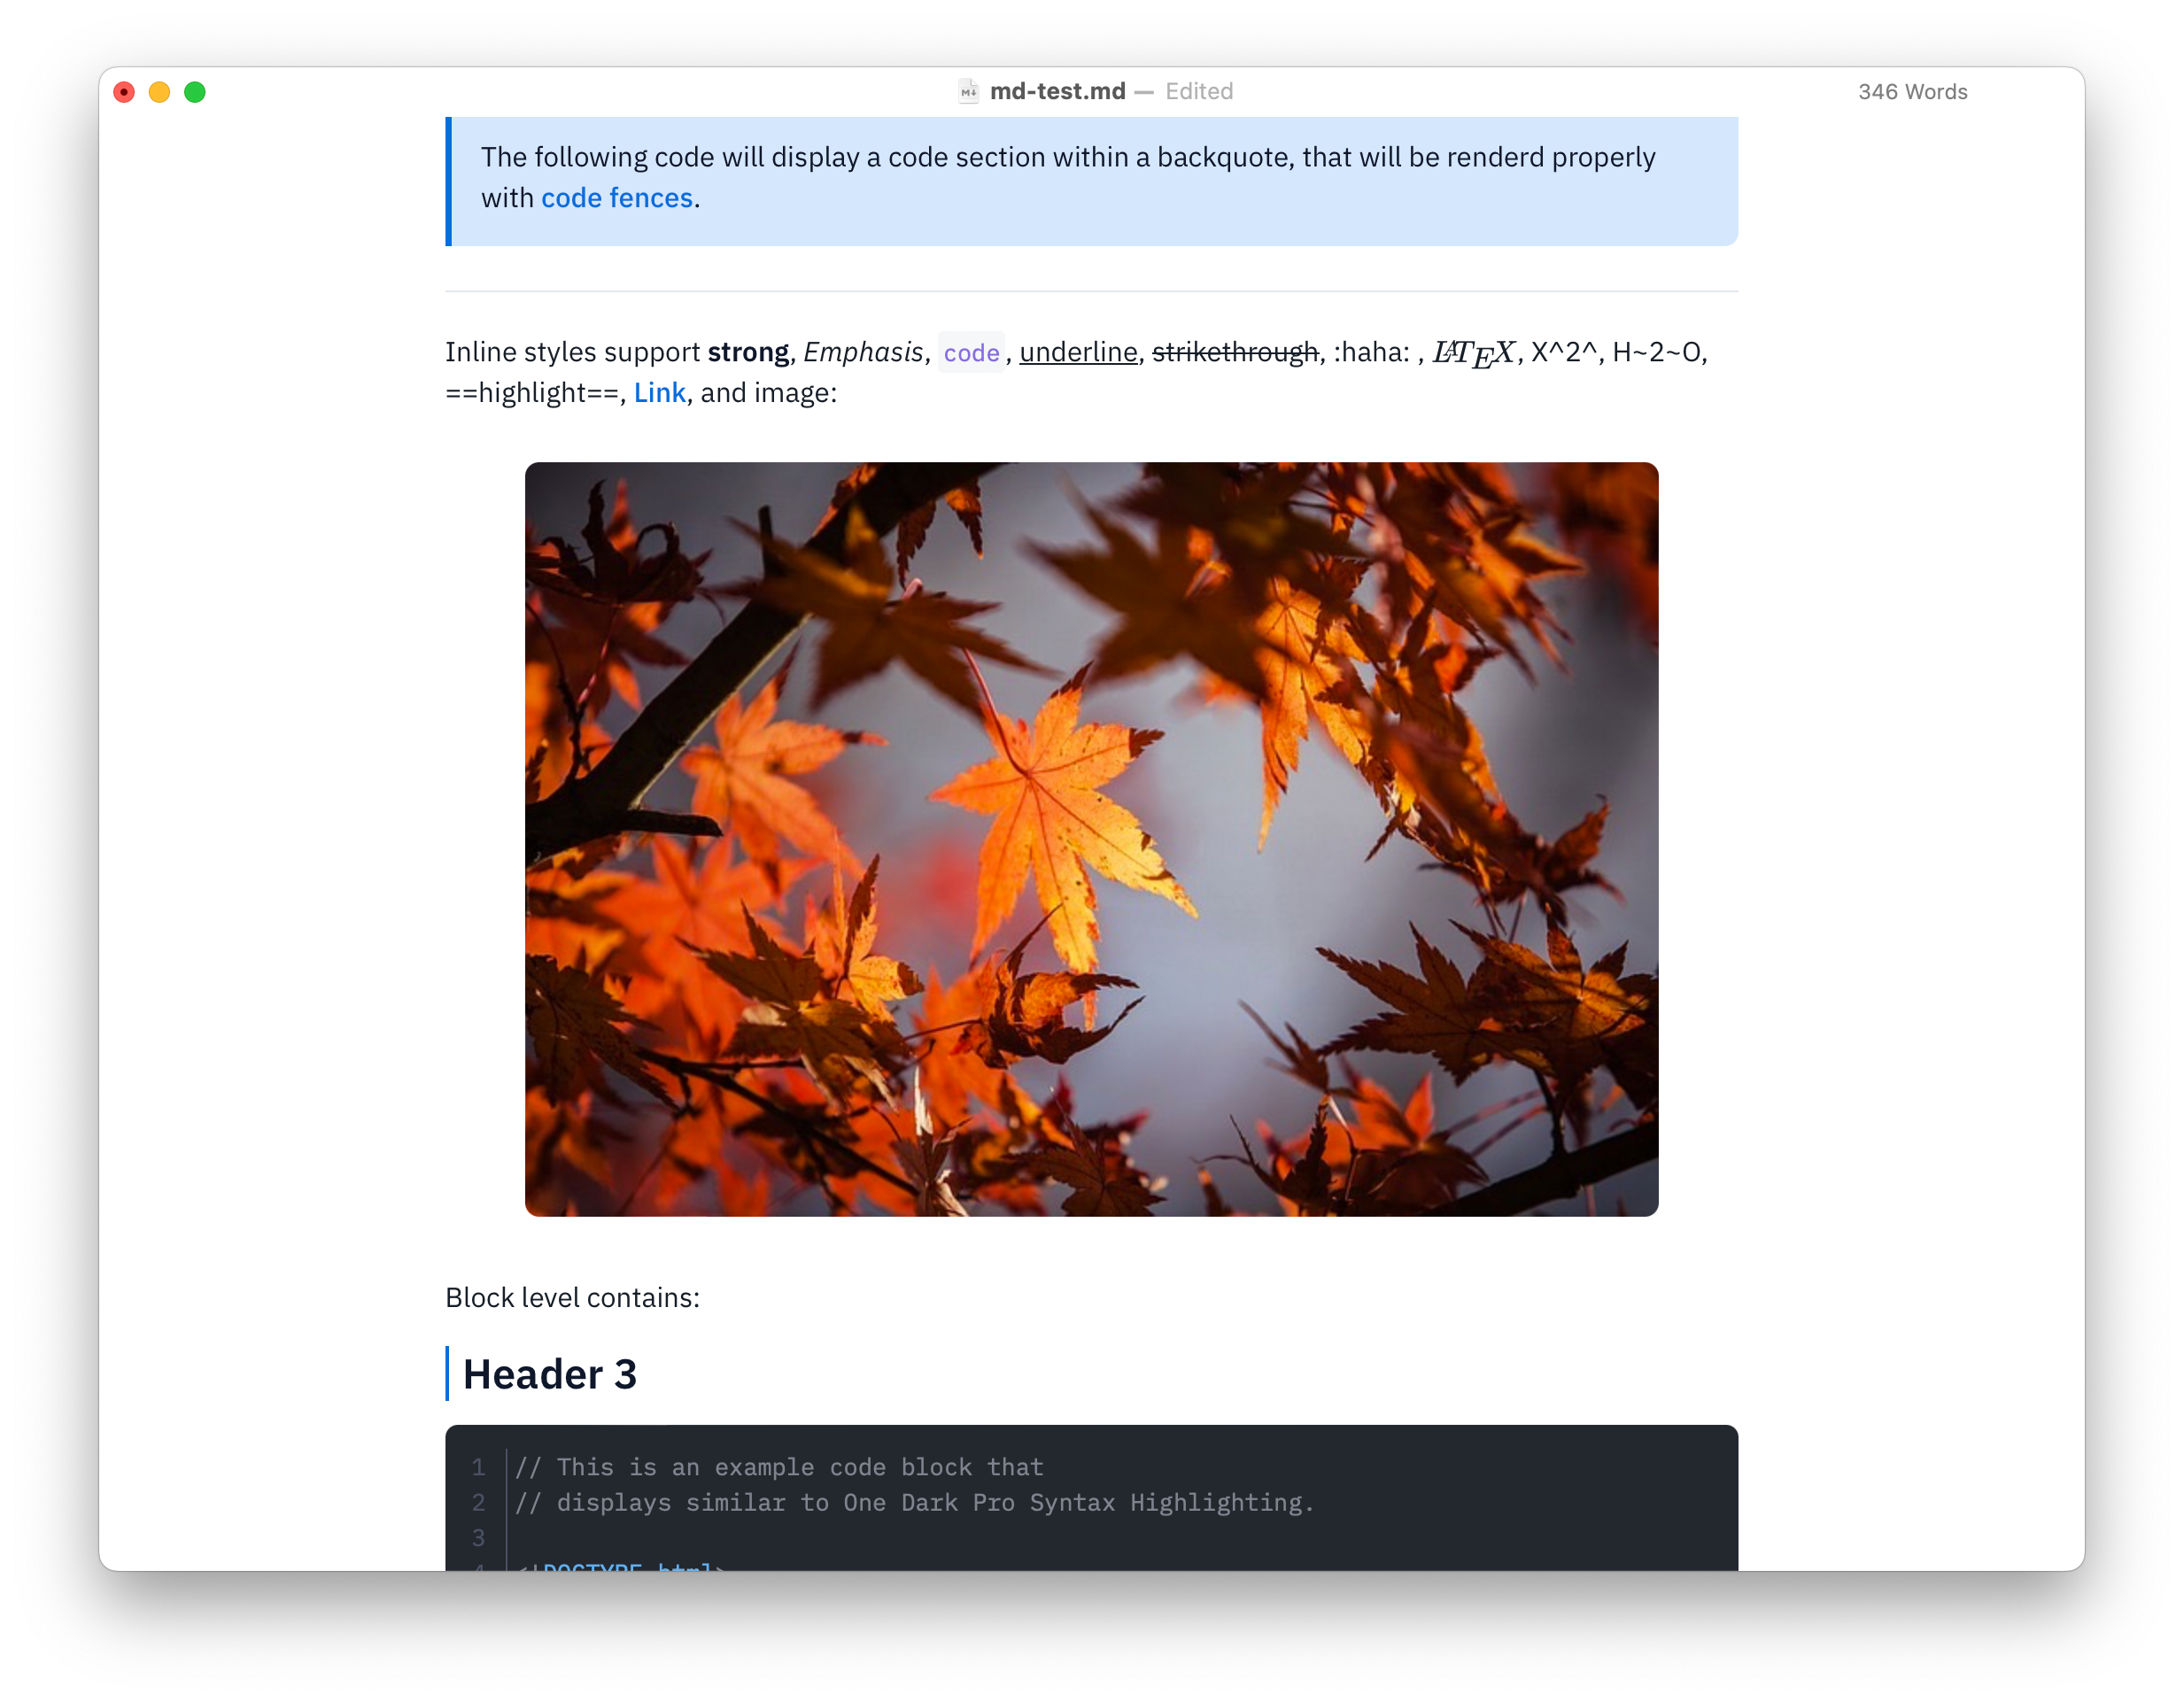 md-test.md — Edited
346 Words
The following code will display a code section within a backquote, that will be renderd properly
with code fences.
Inline styles support strong, Emphasis, code, underline, strikethrough, :haha: , LATEX, X^2^, H~2~O,
==highlight==, Link, and image:
Block level contains:
Header 3
1 // This is an example code block that
2 // displays similar to One Dark Pro Syntax Highlighting.
3
4 <!DOCTYPE html>